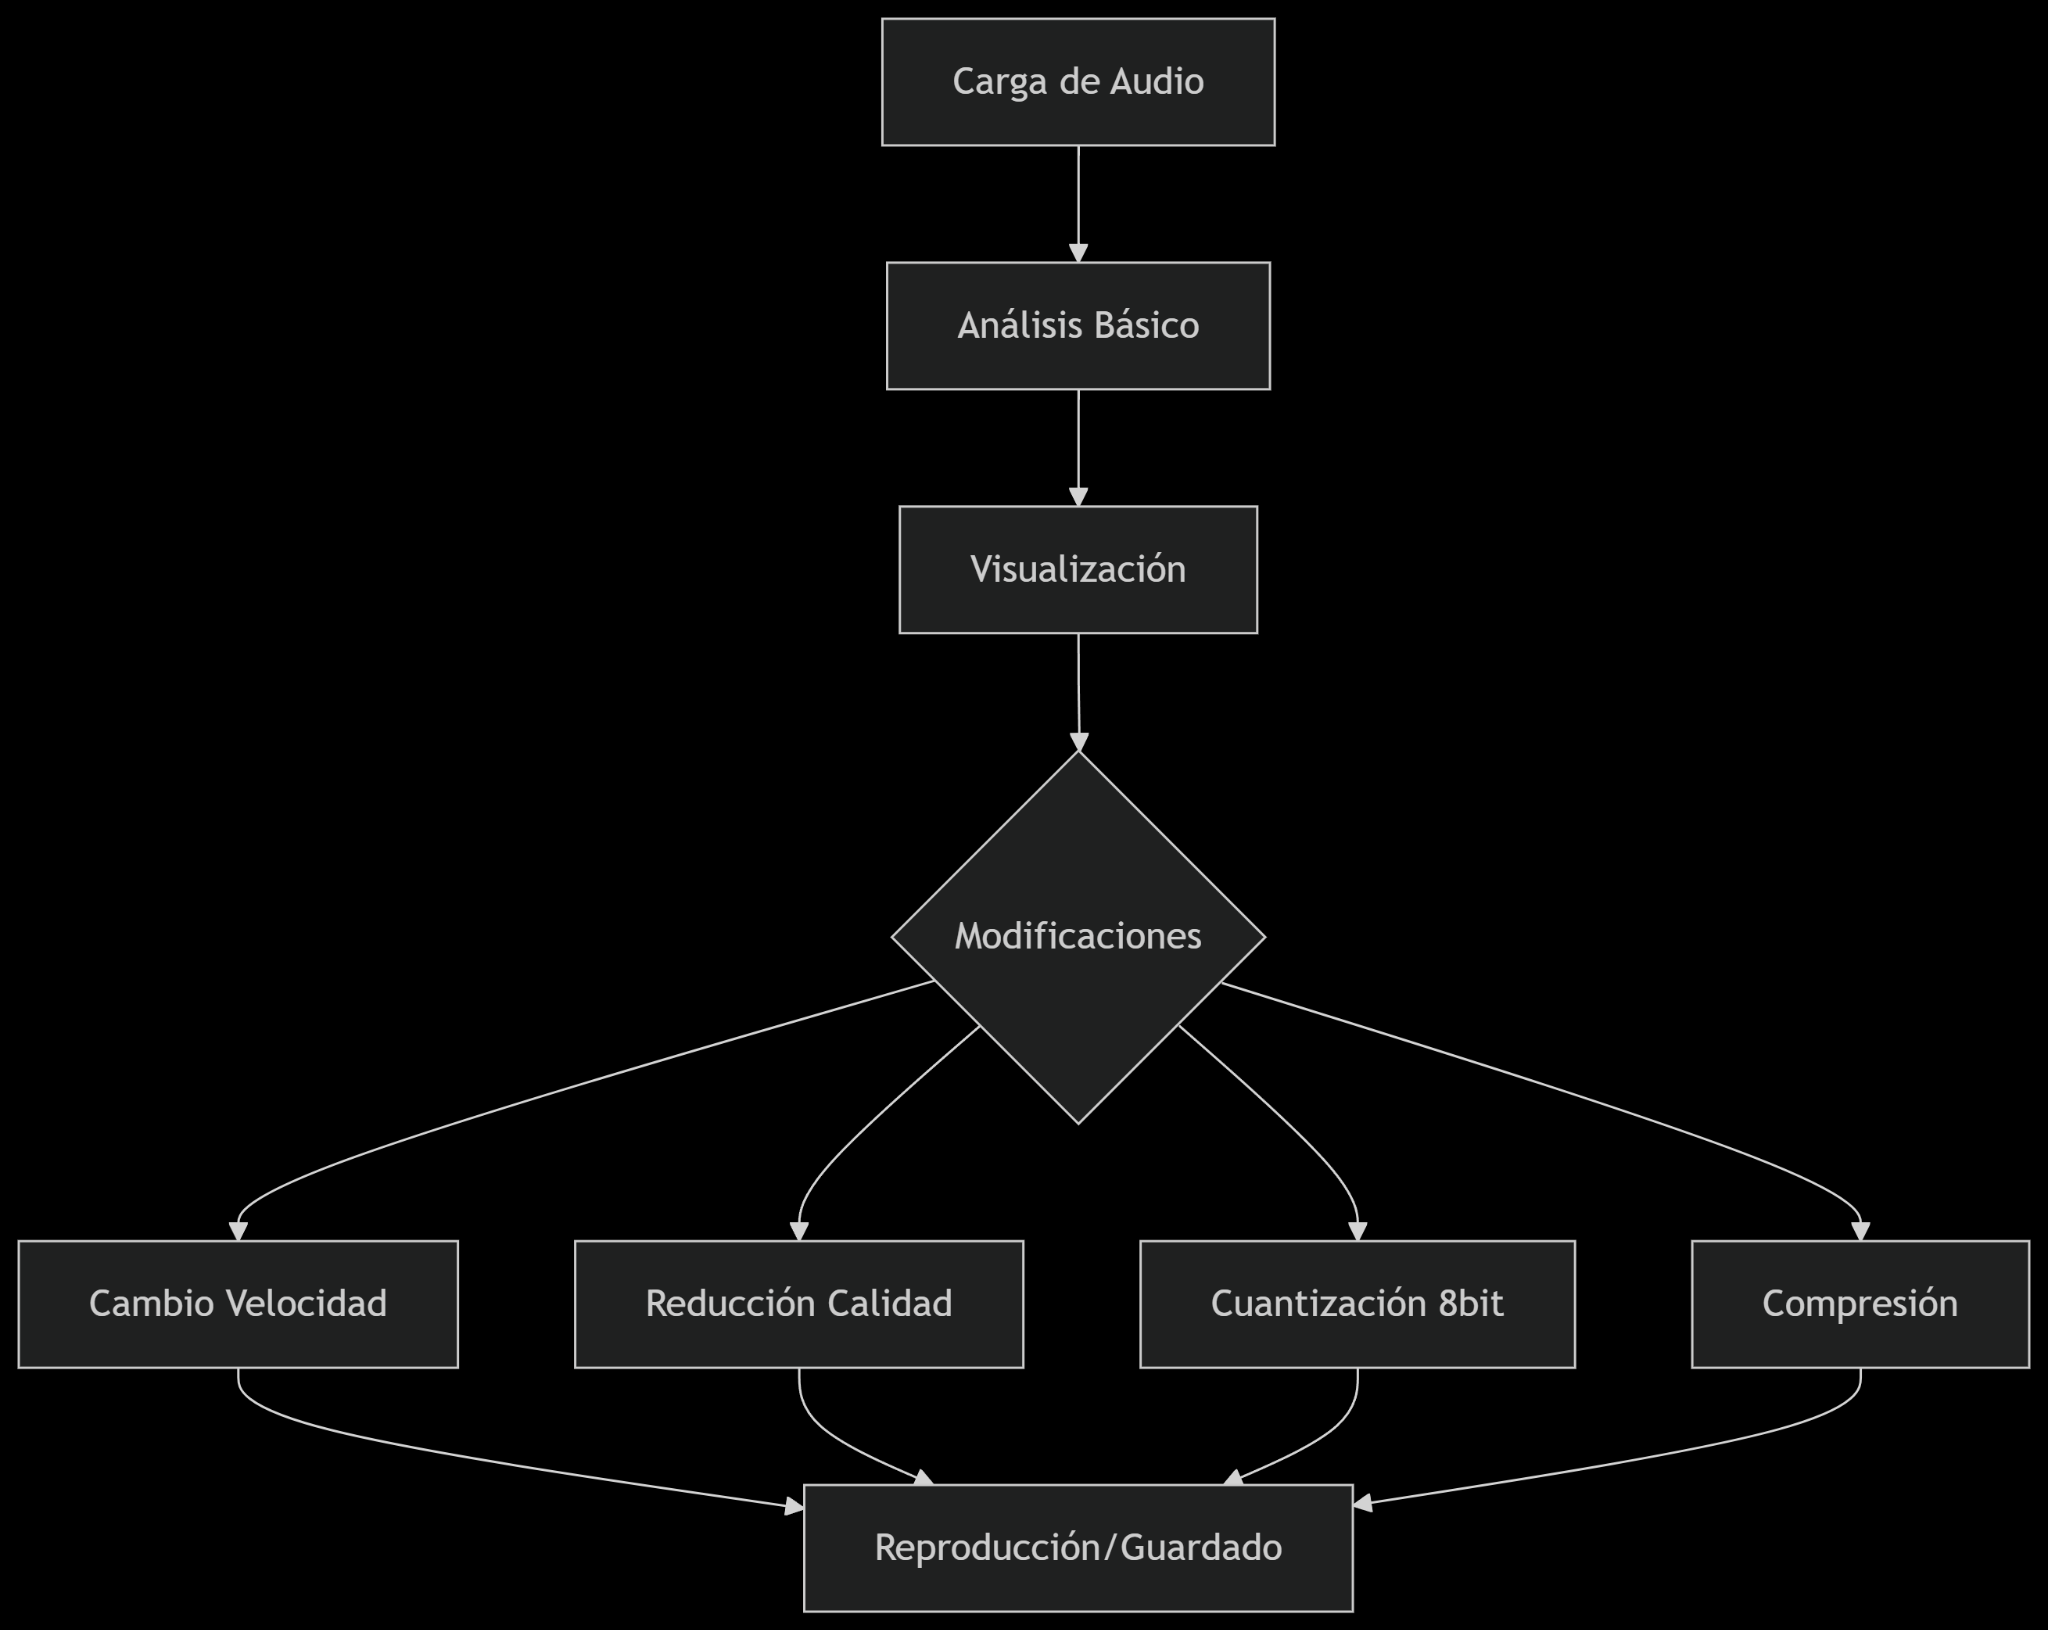 Carga de Audio
Análisis Básico
Visualización
Modificaciones
Cambio Velocidad
Reducción Calidad
Cuantización 8bit
Compresión
Reproducción/Guardado